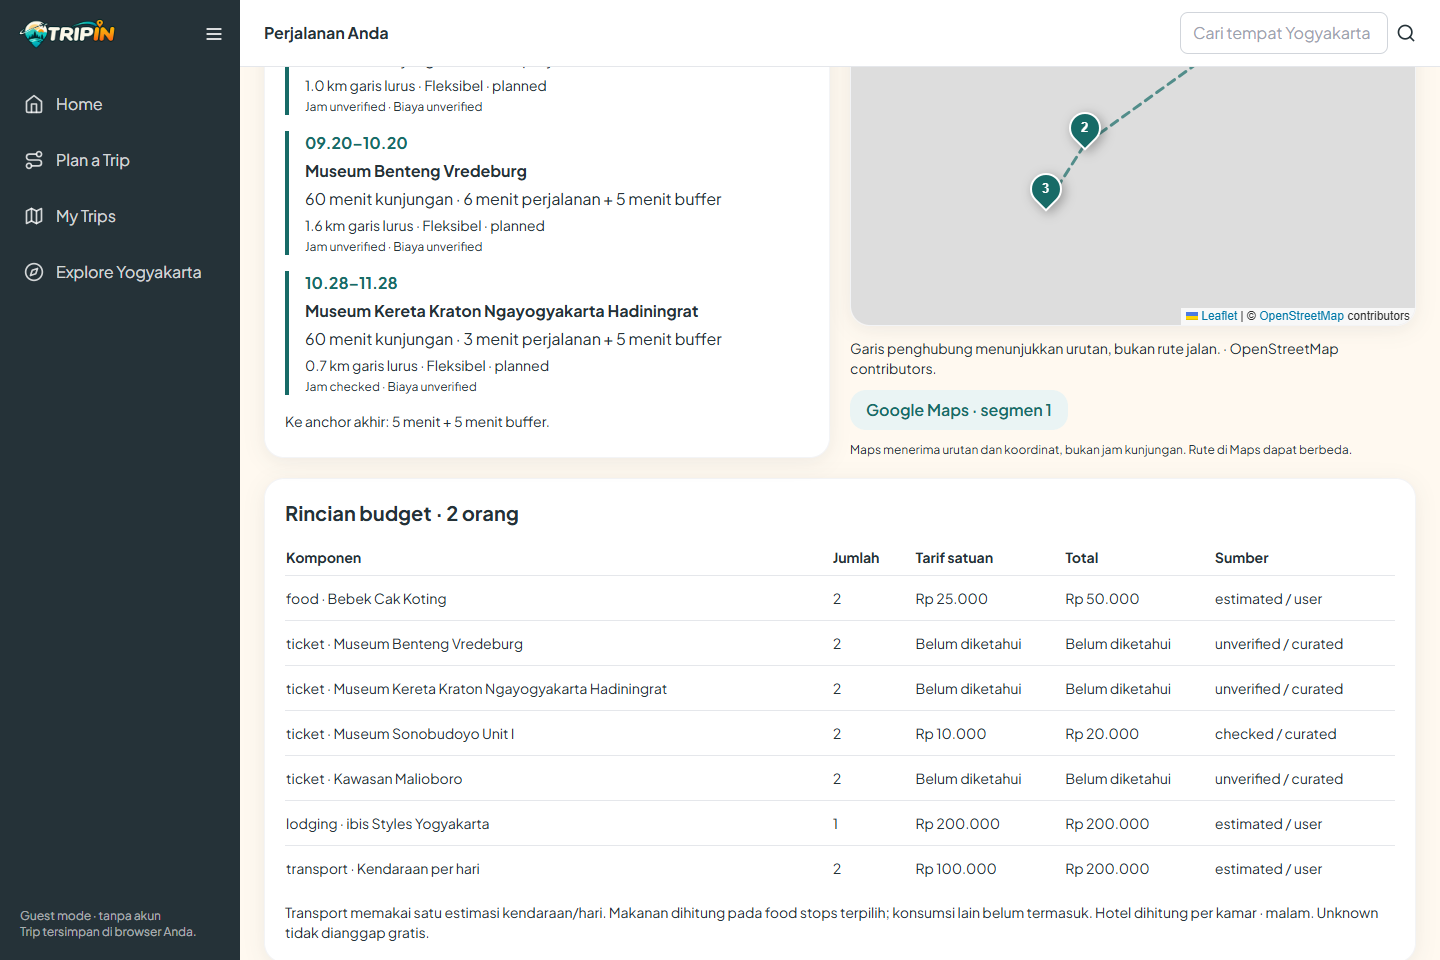 TRIPIN
Home
Plan a Trip
My Trips
Explore Yogyakarta
Guest mode · tanpa akun
Trip tersimpan di browser Anda.
Perjalanan Anda
Cari tempat Yogyakarta
1.0 km garis lurus · Fleksibel · planned
Jam unverified · Biaya unverified
09.20–10.20
Museum Benteng Vredeburg
60 menit kunjungan · 6 menit perjalanan + 5 menit buffer
1.6 km garis lurus · Fleksibel · planned
Jam unverified · Biaya unverified
10.28–11.28
Museum Kereta Kraton Ngayogyakarta Hadiningrat
60 menit kunjungan · 3 menit perjalanan + 5 menit buffer
0.7 km garis lurus · Fleksibel · planned
Jam checked · Biaya unverified
Ke anchor akhir: 5 menit + 5 menit buffer.
2
3
Leaflet | © OpenStreetMap contributors
Garis penghubung menunjukkan urutan, bukan rute jalan. · OpenStreetMap
contributors.
Google Maps · segmen 1
Maps menerima urutan dan koordinat, bukan jam kunjungan. Rute di Maps dapat berbeda.
Rincian budget · 2 orang
Komponen Jumlah Tarif satuan Total Sumber
food · Bebek Cak Koting 2 Rp 25.000 Rp 50.000 estimated / user
ticket · Museum Benteng Vredeburg 2 Belum diketahui Belum diketahui unverified / curated
ticket · Museum Kereta Kraton Ngayogyakarta Hadiningrat 2 Belum diketahui Belum diketahui unverified / curated
ticket · Museum Sonobudoyo Unit I 2 Rp 10.000 Rp 20.000 checked / curated
ticket · Kawasan Malioboro 2 Belum diketahui Belum diketahui unverified / curated
lodging · ibis Styles Yogyakarta 1 Rp 200.000 Rp 200.000 estimated / user
transport · Kendaraan per hari 2 Rp 100.000 Rp 200.000 estimated / user
Transport memakai satu estimasi kendaraan/hari. Makanan dihitung pada food stops terpilih; konsumsi lain belum termasuk. Hotel dihitung per kamar · malam. Unknown
tidak dianggap gratis.